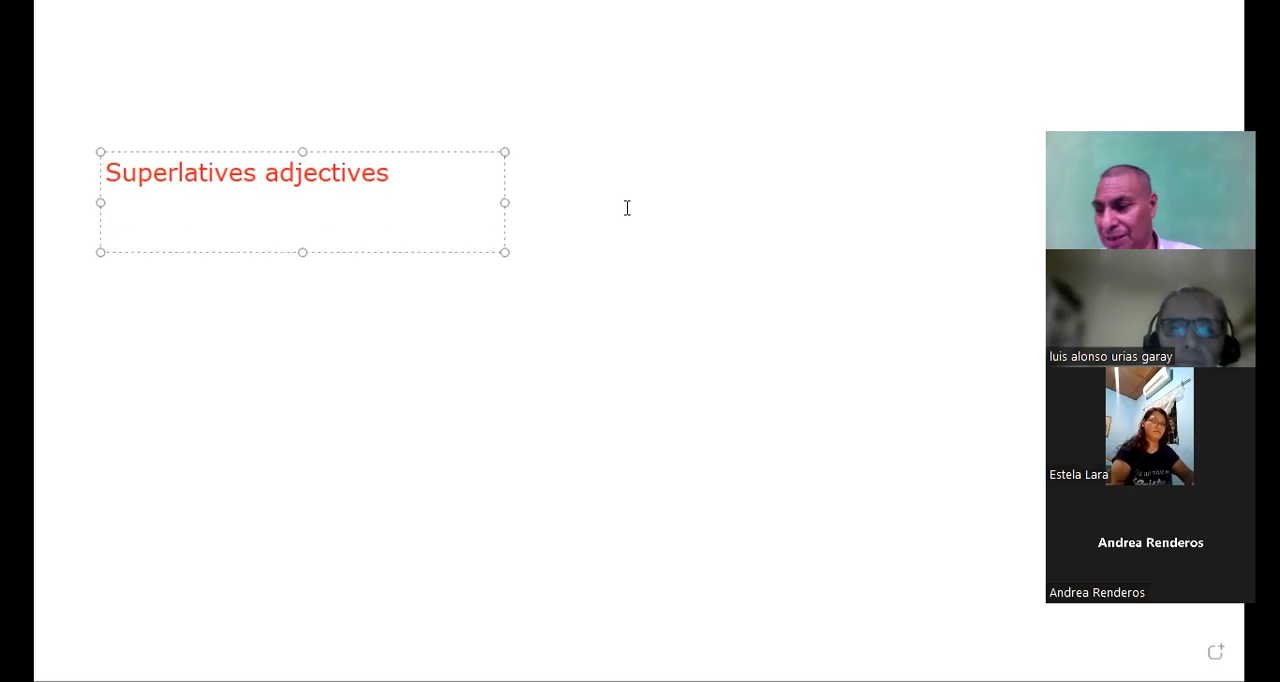 Superlatives adjectives
luis alonso urias garay
Estela Lara
Andrea Renderos
Andrea Renderos